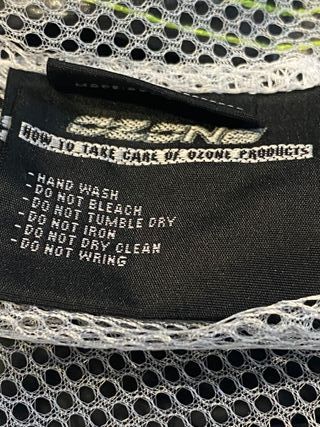 OZONE
HOW TO TAKE CARE OF OZONE PRODUCTS
-HAND WASH
-DO NOT BLEACH
-DO NOT TUMBLE DRY
-DO NOT IRON
-DO NOT DRY CLEAN
-DO NOT WRING